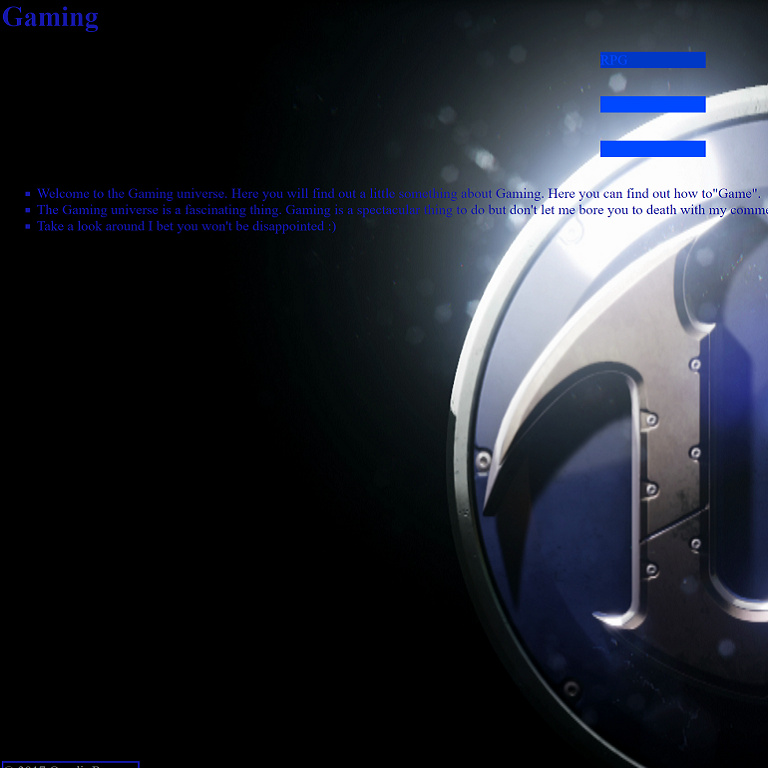 Gaming
RPG
Welcome to the Gaming universe. Here you will find out a little something about Gaming. Here you can find out how to"Game".
The Gaming universe is a fascinating thing. Gaming is a spectacular thing to do but don't let me bore you to death with my comme
Take a look around I bet you won't be disappointed :)
© 2017